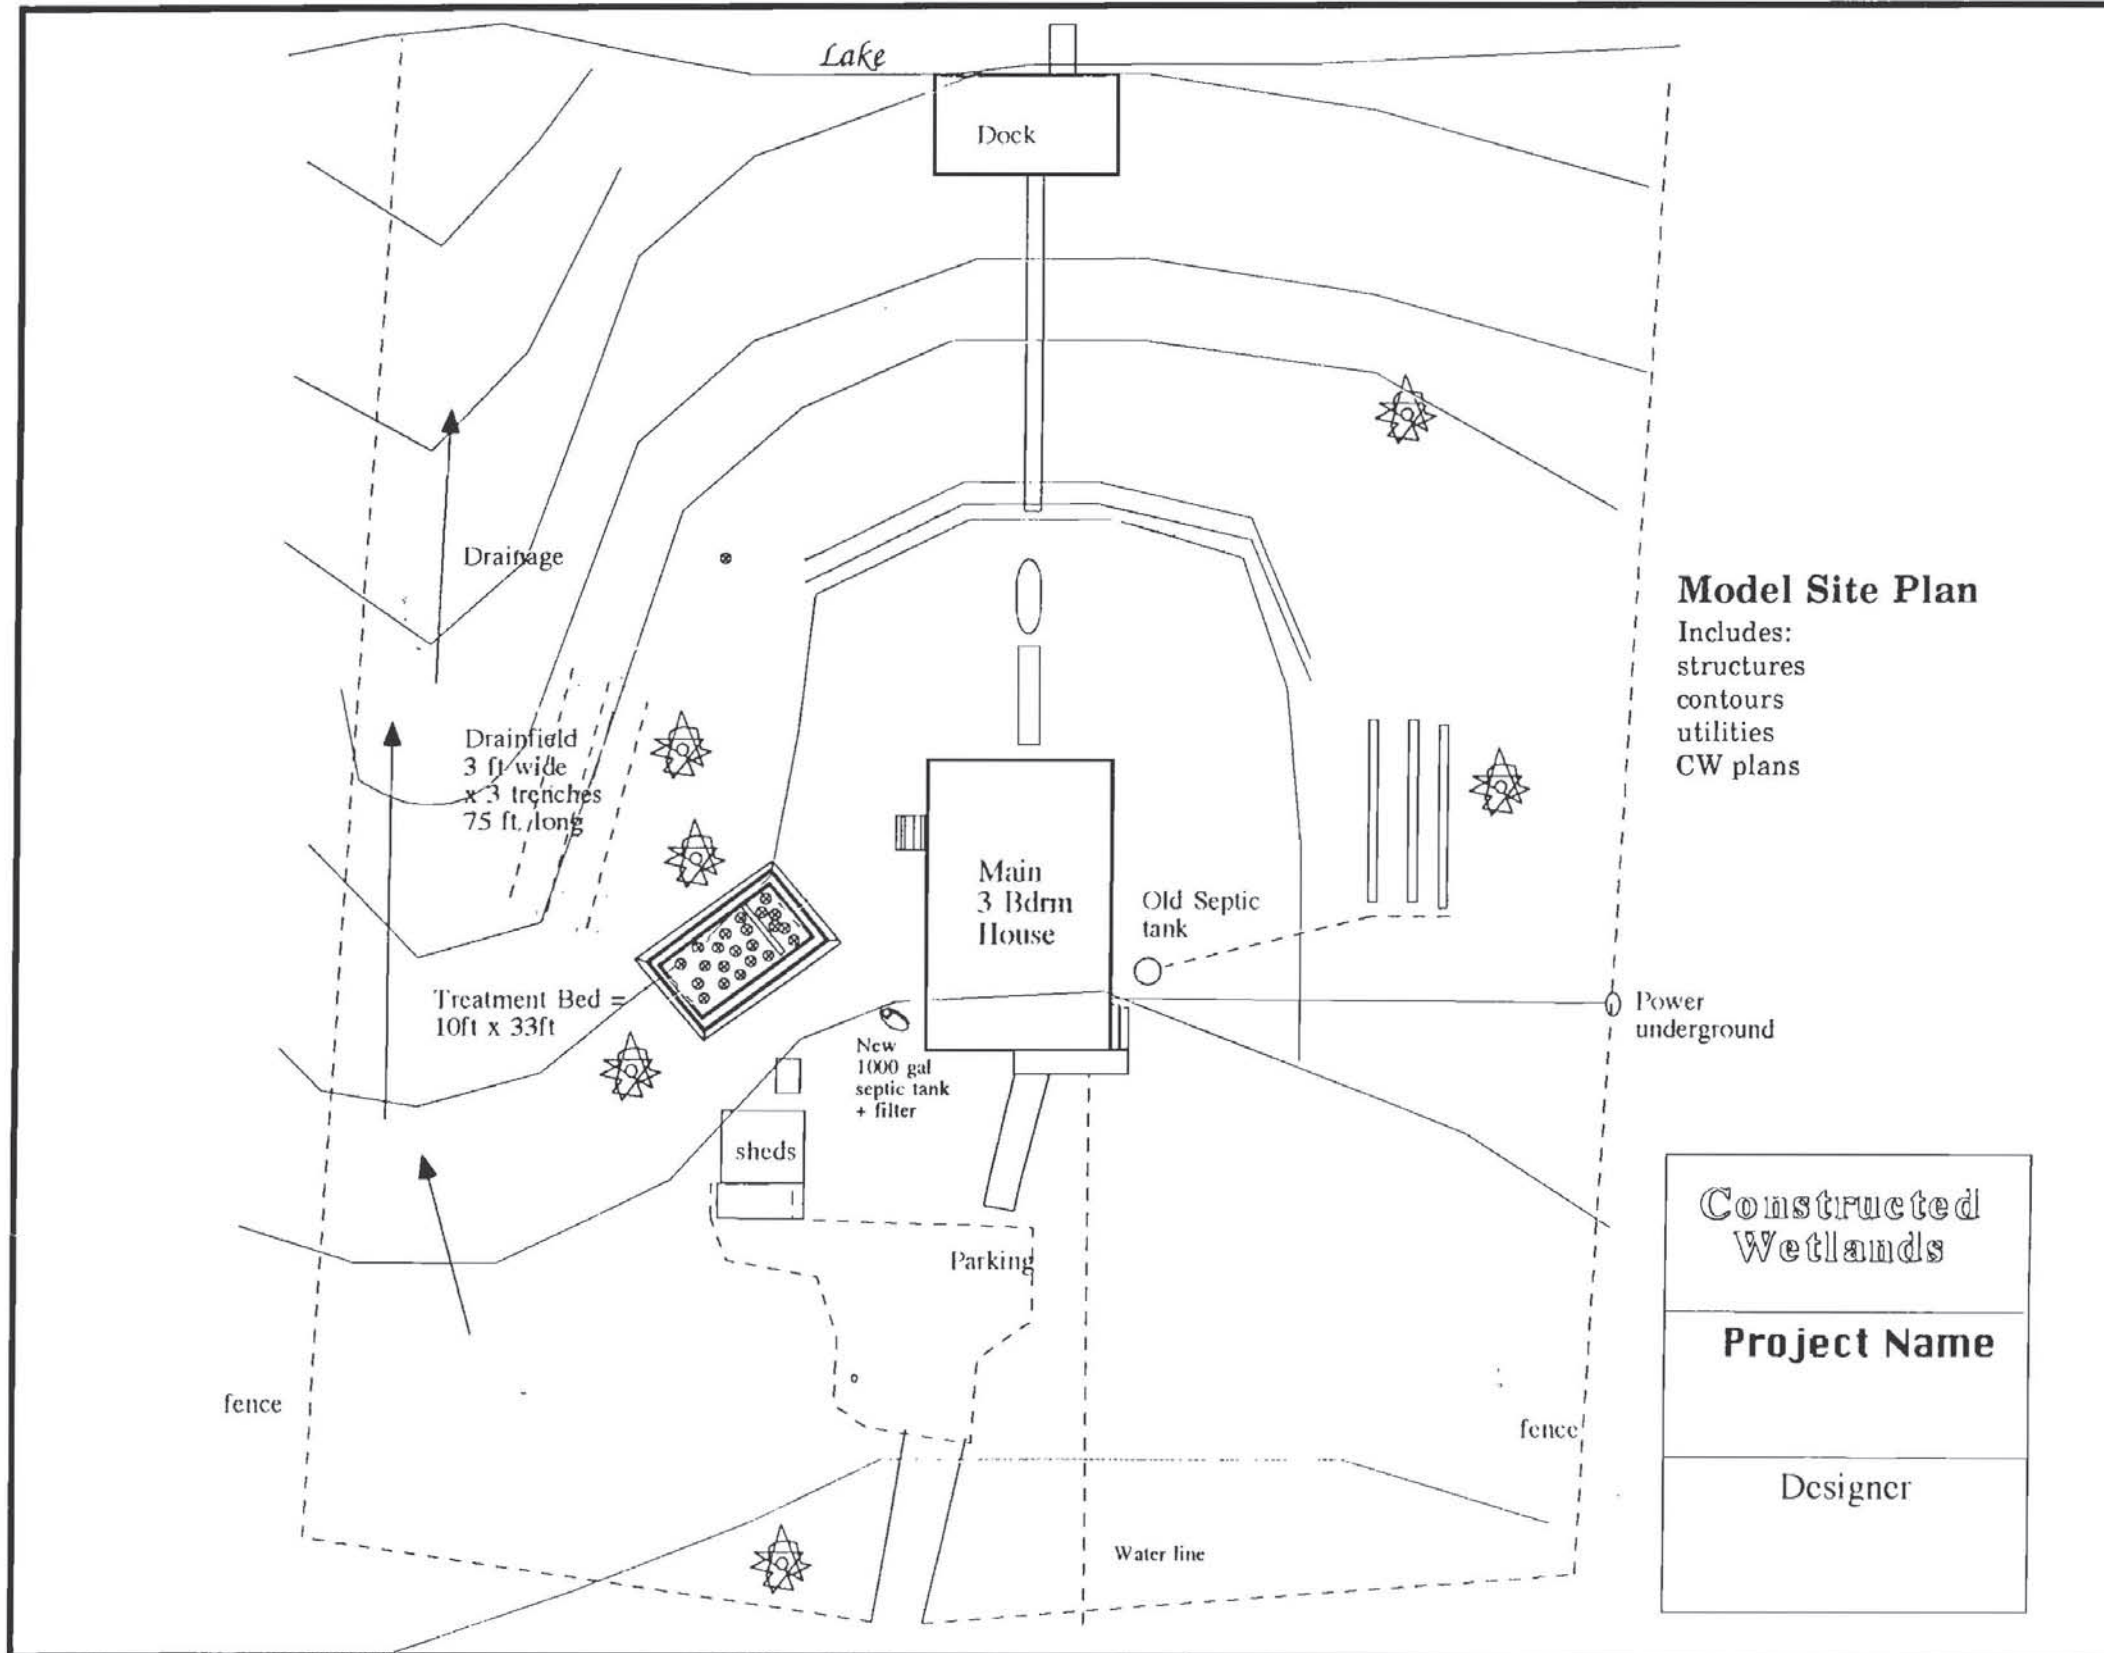 Lake
Dock
Drainage
Model Site Plan
Includes:
structures
contours
utilities
CW plans
Drainfield
3 ft wide
x 3 trenches
75 ft. long
Main
3 Bdrm
House
Old Septic
tank
Treatment Bed =
10ft x 33ft
Power
underground
New
1000 gal
septic tank
+ filter
sheds
Parking
fence
fence
Water line
Constructed
Wetlands
Project Name
Designer